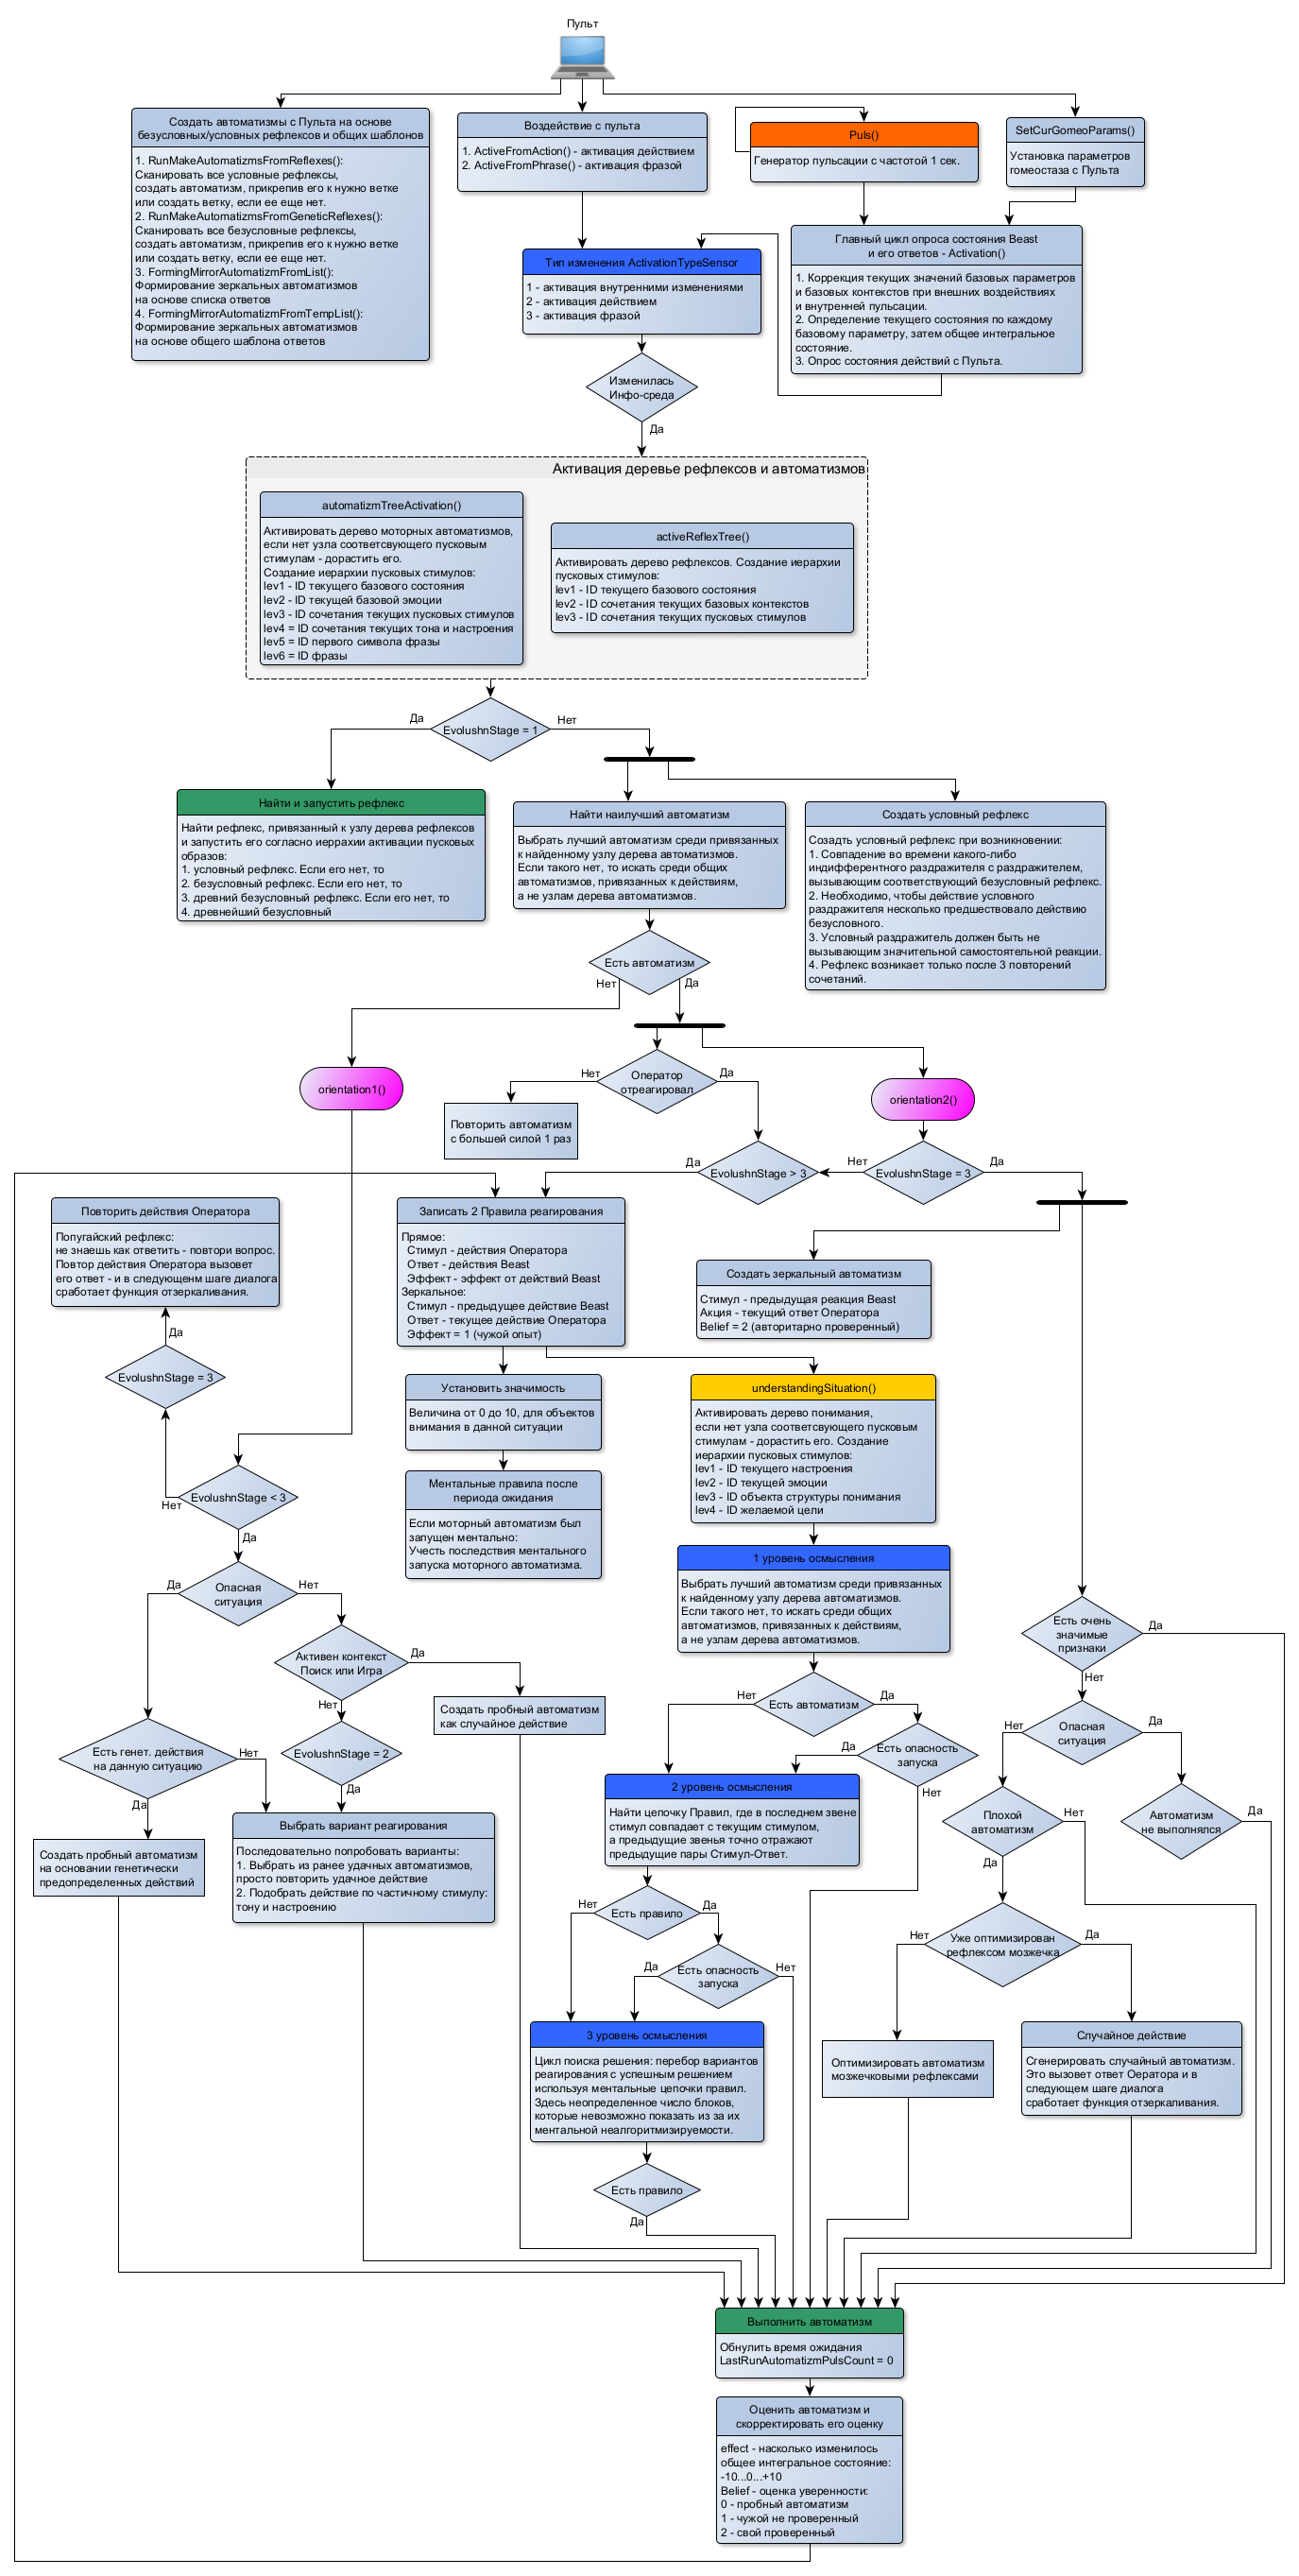 Пульт
Создать автоматизмы с Пульта на основе
безусловных/условных рефлексов и общих шаблонов
1. RunMakeAutomatizmsFromReflexes():
Сканировать все условные рефлексы,
создать автоматизм, прикрепив его к нужно ветке
или создать ветку, если ее еще нет.
2. RunMakeAutomatizmsFromGeneticReflexes():
Сканировать все безусловные рефлексы,
создать автоматизм, прикрепив его к нужно ветке
или создать ветку, если ее еще нет.
3. FormingMirrorAutomatizmFromList():
Формирование зеркальных автоматизмов
на основе списка ответов
4. FormingMirrorAutomatizmFromTempList():
Формирование зеркальных автоматизмов
на основе общего шаблона ответов
Воздействие с пульта
1. ActiveFromAction() - активация действием
2. ActiveFromPhrase() - активация фразой
Puls()
Генератор пульсации с частотой 1 сек.
SetCurGomeoParams()
Установка параметров
гомеостаза с Пульта
Тип изменения ActivationTypeSensor
1 - активация внутренними изменениями
2 - активация действием
3 - активация фразой
Главный цикл опроса состояния Beast
и его ответов - Activation()
1. Коррекция текущих значений базовых параметров
и базовых контекстов при внешних воздействиях
и внутренней пульсации.
2. Определение текущего состояния по каждому
базовому параметру, затем общее интегральное
состояние.
3. Опрос состояния действий с Пульта.
Изменилась
Инфо-среда
Да
Активация деревье рефлексов и автоматизмов
automatizmTreeActivation()
Активировать дерево моторных автоматизмов,
если нет узла соответсвующего пусковым
стимулам - дорастить его.
Создание иерархии пусковых стимулов:
lev1 - ID текущего базового состояния
lev2 - ID текущей базовой эмоции
lev3 - ID сочетания текущих пусковых стимулов
lev4 = ID сочетания текущих тона и настроения
lev5 = ID первого символа фразы
lev6 = ID фразы
activeReflexTree()
Активировать дерево рефлексов. Создание иерархии
пусковых стимулов:
lev1 - ID текущего базового состояния
lev2 - ID сочетания текущих базовых контекстов
lev3 - ID сочетания текущих пусковых стимулов
Да
EvolushnStage = 1
Нет
Найти и запустить рефлекс
Найти рефлекс, привязанный к узлу дерева рефлексов
и запустить его согласно иеррахии активации пусковых
образов:
1. условный рефлекс. Если его нет, то
2. безусловный рефлекс. Если его нет, то
3. древний безусловный рефлекс. Если его нет, то
4. древнейший безусловный
Найти наилучший автоматизм
Выбрать лучший автоматизм среди привязанных
к найденному узлу дерева автоматизмов.
Если такого нет, то искать среди общих
автоматизмов, привязанных к действиям,
а не узлам дерева автоматизмов.
Создать условный рефлекс
Созадть условный рефлекс при возникновении:
1. Совпадение во времени какого-либо
индифферентного раздражителя с раздражителем,
вызывающим соответствующий безусловный рефлекс.
2. Необходимо, чтобы действие условного
раздражителя несколько предшествовало действию
безусловного.
3. Условный раздражитель должен быть не
вызывающим значительной самостоятельной реакции.
4. Рефлекс возникает только после 3 повторений
сочетаний.
Есть автоматизм
Нет
Да
orientation1()
Оператор
отреагировал
Нет
Да
Повторить автоматизм
с большей силой 1 раз
orientation2()
Да
EvolushnStage > 3
Нет
EvolushnStage = 3
Да
Повторить действия Оператора
Попугайский рефлекс:
не знаешь как ответить - повтори вопрос.
Повтор действия Оператора вызовет
его ответ - и в следующенм шаге диалога
сработает функция отзеркаливания.
Записать 2 Правила реагирования
Прямое:
Стимул - действия Оператора
Ответ - действия Beast
Эффект - эффект от действий Beast
Зеркальное:
Стимул - предыдущее действие Beast
Ответ - текущее действие Оператора
Эффект = 1 (чужой опыт)
Создать зеркальный автоматизм
Стимул - предыдущая реакция Beast
Акция - текущий ответ Оператора
Belief = 2 (авторитарно проверенный)
Да
EvolushnStage = 3
Установить значимость
Величина от 0 до 10, для объектов
внимания в данной ситуации
understandingSituation()
Активировать дерево понимания,
если нет узла соответсвующего пусковым
стимулам - дорастить его. Создание
иерархии пусковых стимулов:
lev1 - ID текущего настроения
lev2 - ID текущей эмоции
lev3 - ID объекта структуры понимания
lev4 - ID желаемой цели
Ментальные правила после
периода ожидания
Если моторный автоматизм был
запущен ментально:
Учесть последствия ментального
запуска моторного автоматизма.
EvolushnStage < 3
Нет
Да
1 уровень осмысления
Выбрать лучший автоматизм среди привязанных
к найденному узлу дерева автоматизмов.
Если такого нет, то искать среди общих
автоматизмов, привязанных к действиям,
а не узлам дерева автоматизмов.
Да
Опасная
ситуация
Нет
Есть очень
значимые
признаки
Да
Нет
Активен контекст
Поиск или Игра
Да
Нет
Создать пробный автоматизм
как случайное действие
Нет
Есть автоматизм
Да
Нет
Опасная
ситуация
Да
Есть генет. действия
на данную ситуацию
Нет
Да
EvolushnStage = 2
Да
Да
Есть опасность
запуска
Нет
2 уровень осмысления
Найти цепочку Правил, где в последнем звене
стимул совпадает с текущим стимулом,
а предыдущие звенья точно отражают
предыдущие пары Стимул-Ответ.
Плохой
автоматизм
Нет
Да
Автоматизм
не выполнялся
Да
Создать пробный автоматизм
на основании генетически
предопределенных действий
Выбрать вариант реагирования
Последовательно попробовать варианты:
1. Выбрать из ранее удачных автоматизмов,
просто повторить удачное действие
2. Подобрать действие по частичному стимулу:
тону и настроению
Нет
Есть правило
Да
Нет
Уже оптимизирован
рефлексом мозжечка
Да
Да
Есть опасность
запуска
Нет
3 уровень осмысления
Цикл поиска решения: перебор вариантов
реагирования с успешным решением
используя ментальные цепочки правил.
Здесь неопределенное число блоков,
которые невозможно показать из за их
ментальной неалгоритмизируемости.
Оптимизировать автоматизм
мозжечковыми рефлексами
Случайное действие
Сгенерировать случайный автоматизм.
Это вызовет ответ Оератора и в
следующем шаге диалога
сработает функция отзеркаливания.
Есть правило
Да
Выполнить автоматизм
Обнулить время ожидания
LastRunAutomatizmPulsCount = 0
Оценить автоматизм и
скорректировать его оценку
effect - насколько изменилось
общее интегральное состояние:
-10...0...+10
Belief - оценка уверенности:
0 - пробный автоматизм
1 - чужой не проверенный
2 - свой проверенный